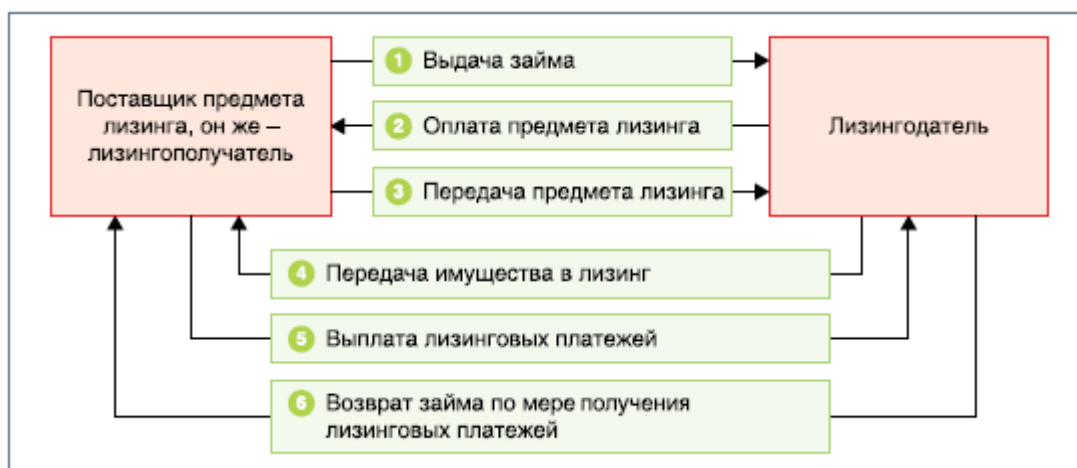 Поставщик предмета
лизинга, он же –
лизингополучатель
1 Выдача займа
2 Оплата предмета лизинга
3 Передача предмета лизинга
Лизингодатель
4 Передача имущества в лизинг
5 Выплата лизинговых платежей
6 Возврат займа по мере получения
лизинговых платежей